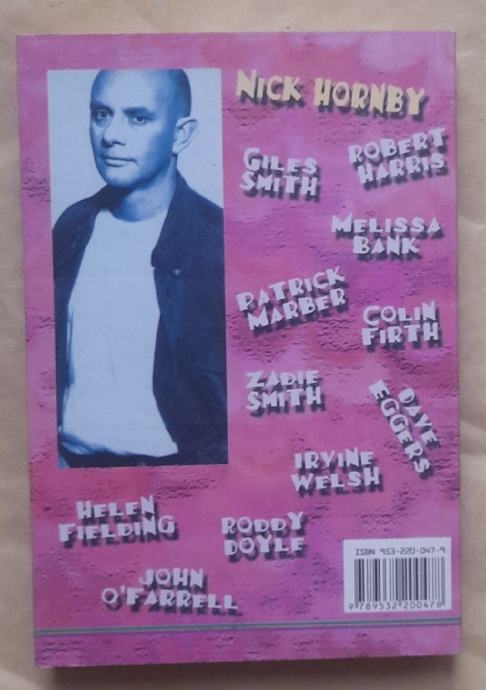 NICK HORNBY
GILES
SMITH
ROBERT
HARRIS
MELISSA
BANK
PATRICK
MARBER
COLIN
FIRTH
ZADIE
SMITH
DAVE
EGGERS
IRVINE
WELSH
HELEN
FIELDING
RODDY
DOYLE
JOHN
O'FARRELL
ISBN 953-220-047-9
9 789532 200478